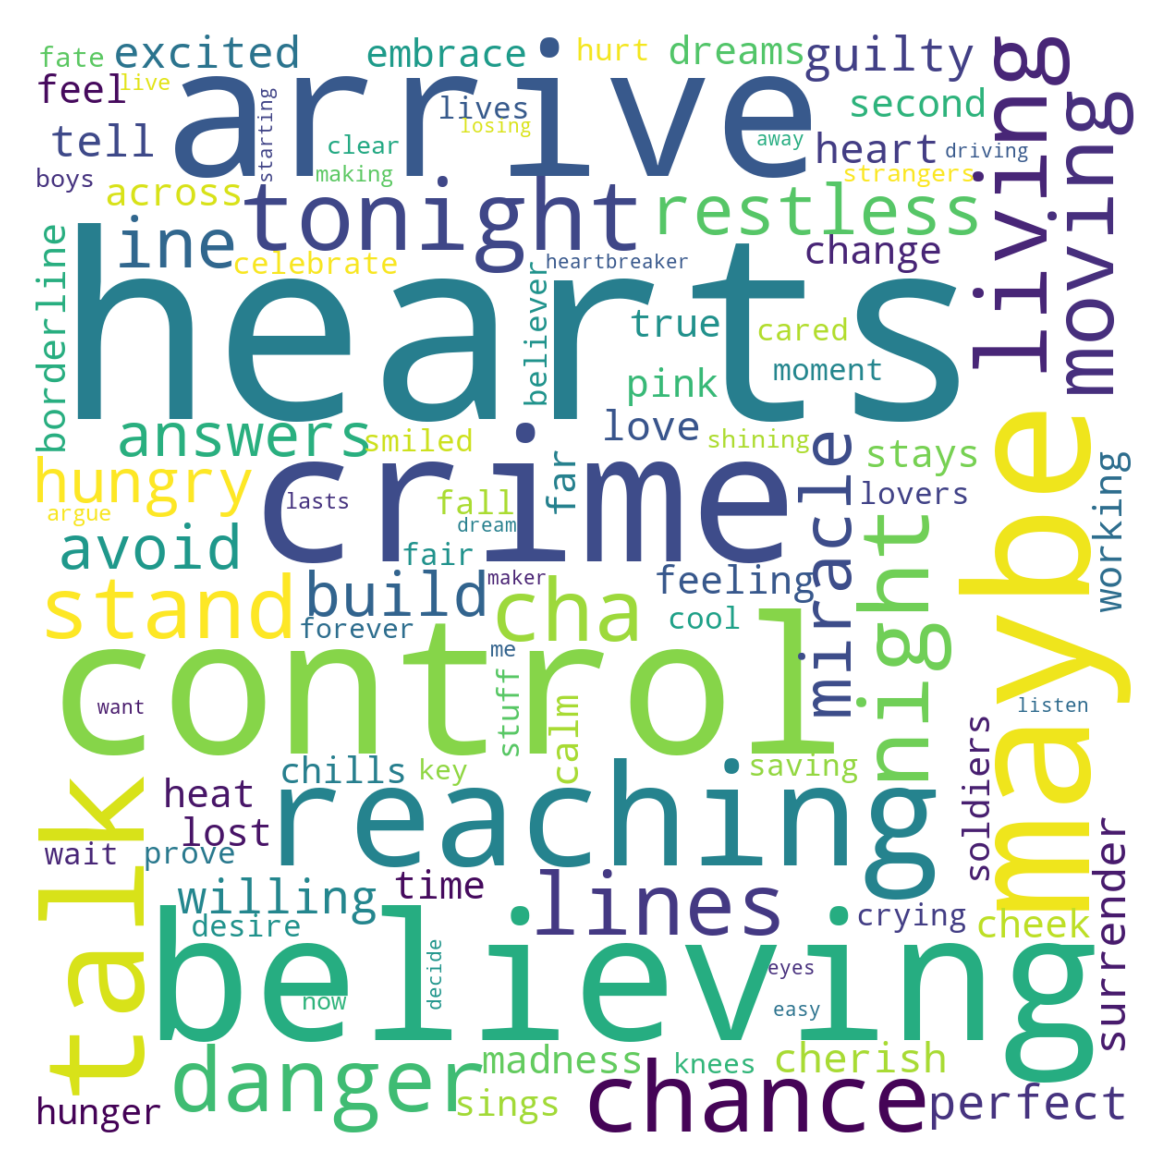 fate
excited
embrace
hurt
dreams
guilty
living
moving
feel
live
arrive
lives
losing
second
tell
starting
clear
making
away
heart
driving
boys
across
strangers
tonight
restless
ine
celebrate
heartbreaker
change
borderline
hearts
believer
true
cared
pink
moment
answers
smiled
love
shining
maybe
hungry
argue
crime
lasts
fall
dream
far
miracle
stays
lovers
working
avoid
fair
stand
build
forever
maker
cha
feeling
cool
night
control
want
me
stuff
calm
listen
soldiers
talk
chills
key
saving
heat
lost
reaching
wait
prove
surrender
willing
time
lines
crying
cheek
desire
believing
now
decide
eyes
easy
danger
madness
knees
cherish
hunger
sings
chance
perfect